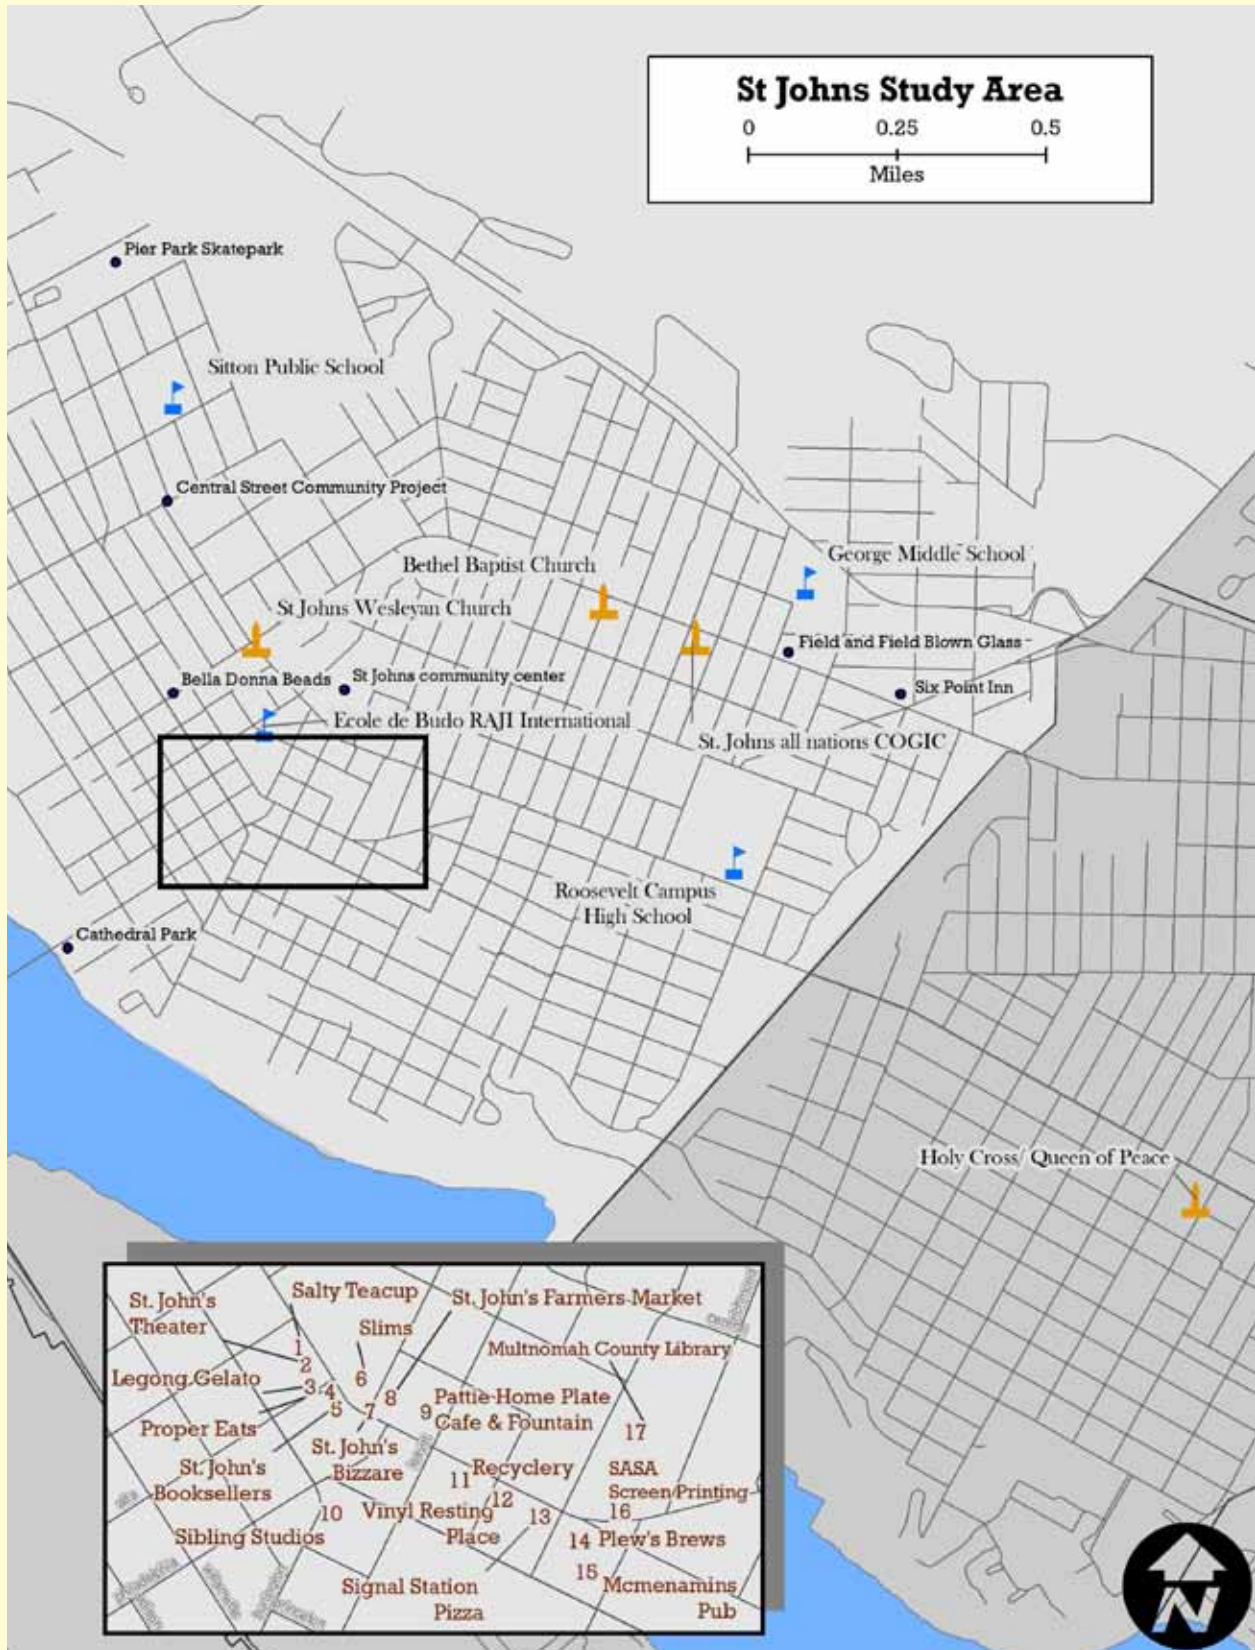 St Johns Study Area
0 0.25 0.5
Miles
Pier Park Skatepark
Sitton Public School
Central Street Community Project
George Middle School
Bethel Baptist Church
St Johns Wesleyan Church
Field and Field Blown Glass
Bella Donna Beads
St Johns community center
Six Point Inn
Ecole de Budo RAJI International
St. Johns all nations COGIC
Roosevelt Campus
High School
Cathedral Park
Holy Cross/ Queen of Peace
St. John's
Theater
Salty Teacup
St. John's Farmers Market
Slims
Multnomah County Library
1
2
Legong Gelato
3
4
5
6
7
8
9
Pattie Home Plate
Cafe & Fountain
17
Proper Eats
St. John's
Bizzare
St. John's
Booksellers
11
Recyclery
SASA
Screen Printing
16
10
Vinyl Resting
Place
12
13
Sibling Studios
14
Plew's Brews
15
Mcmenamins
Pub
Signal Station
Pizza
N